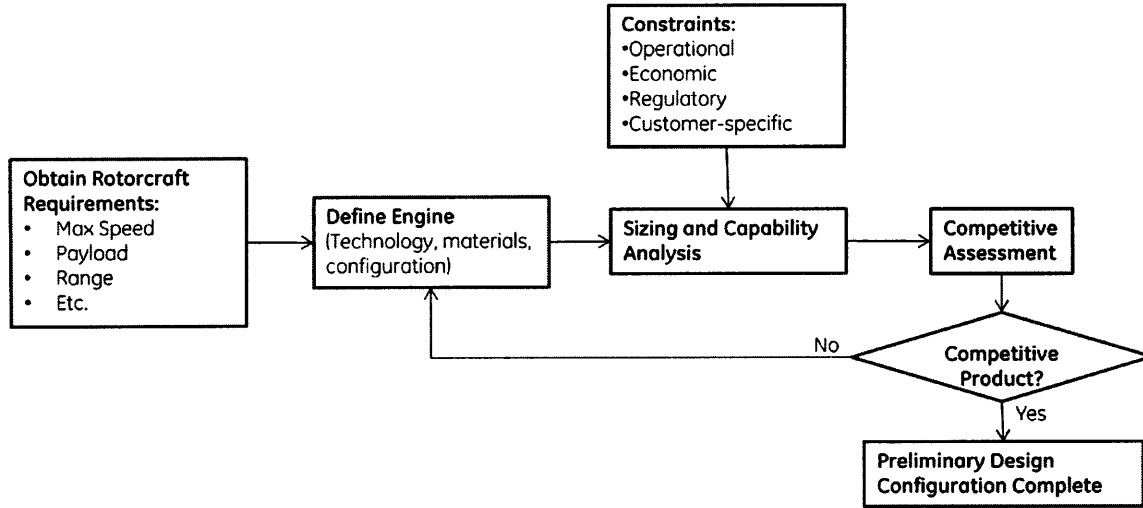 Constraints:
•Operational
•Economic
•Regulatory
•Customer-specific
Obtain Rotorcraft
Requirements:
• Max Speed
• Payload
• Range
• Etc.
Define Engine
(Technology, materials,
configuration)
Sizing and Capability
Analysis
Competitive
Assessment
No
Competitive
Product?
Yes
Preliminary Design
Configuration Complete